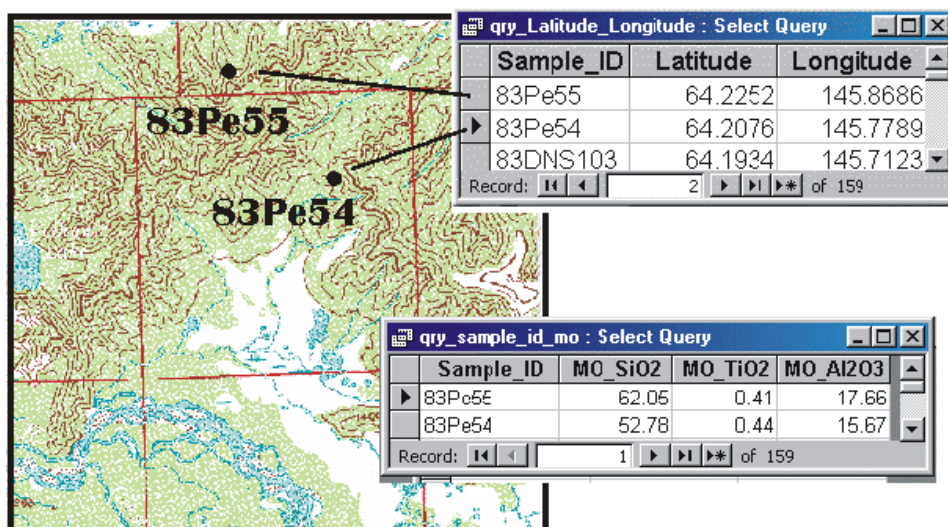 qry_Latitude_Longitude : Select Query
Sample_ID Latitude Longitude
83Pe55 64.2252 145.8686
83Pe54 64.2076 145.7789
83DNS103 64.1934 145.7123
Record: 2 of 159
83Pe55
83Pe54
qry_sample_id_mo : Select Query
Sample_ID MO_SiO2 MO_TiO2 MO_Al2O3
83Pe55 62.05 0.41 17.66
83Pe54 52.78 0.44 15.67
Record: 1 of 159